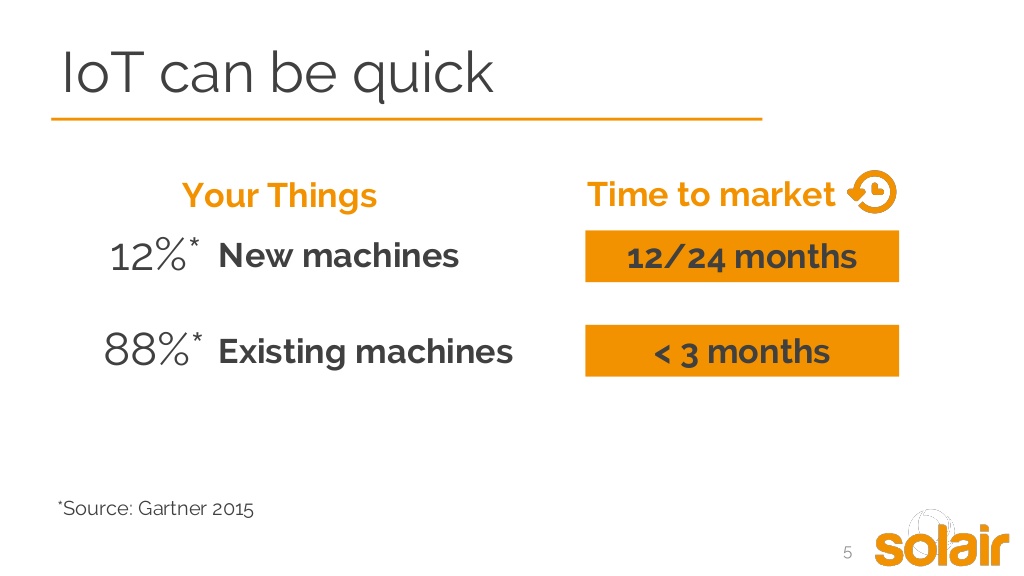 IoT can be quick
Your Things
Time to market
12%* New machines
12/24 months
88%* Existing machines
< 3 months
*Source: Gartner 2015
5
solair